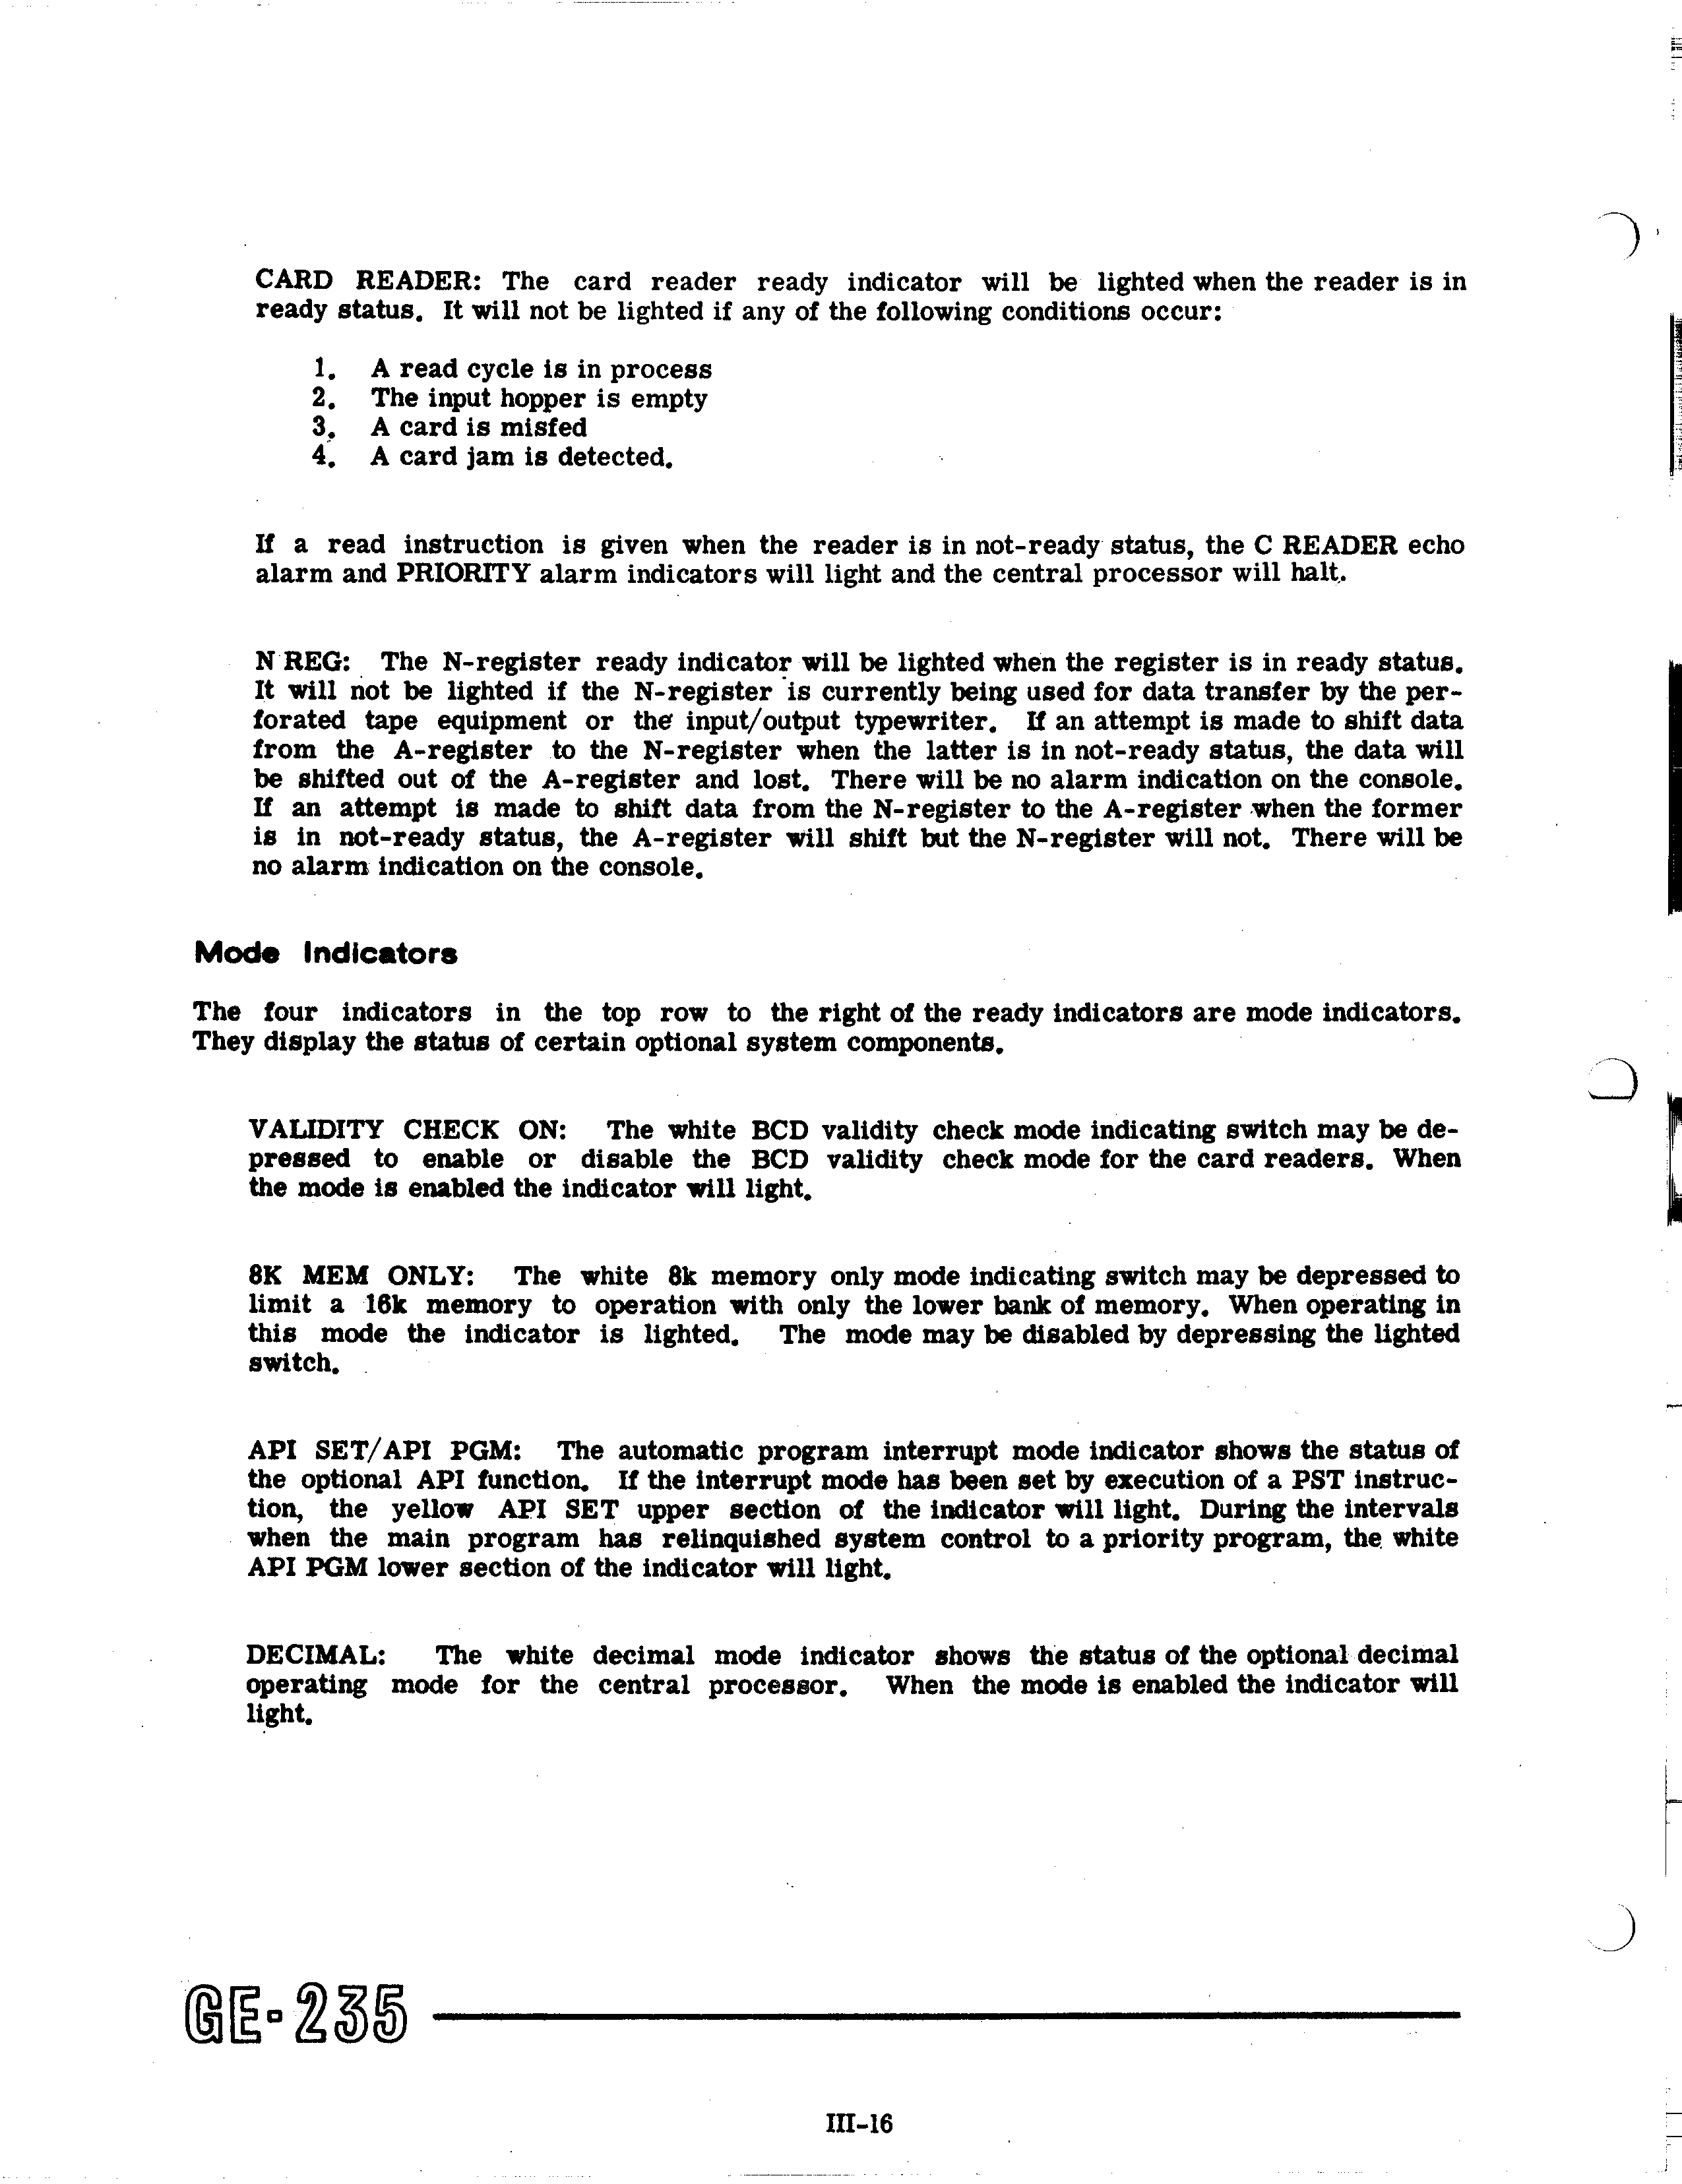 CARD READER: The card reader ready indicator will be lighted when the reader is in
ready status. It will not be lighted if any of the following conditions occur:
1. A read cycle is in process
2. The input hopper is empty
3. A card is misfed
4. A card jam is detected.
If a read instruction is given when the reader is in not-ready status, the C READER echo
alarm and PRIORITY alarm indicators will light and the central processor will halt.
N REG: The N-register ready indicator will be lighted when the register is in ready status.
It will not be lighted if the N-register is currently being used for data transfer by the per-
forated tape equipment or the input/output typewriter. If an attempt is made to shift data
from the A-register to the N-register when the latter is in not-ready status, the data will
be shifted out of the A-register and lost. There will be no alarm indication on the console.
If an attempt is made to shift data from the N-register to the A-register when the former
is in not-ready status, the A-register will shift but the N-register will not. There will be
no alarm indication on the console.
Mode Indicators
The four indicators in the top row to the right of the ready indicators are mode indicators.
They display the status of certain optional system components.
VALIDITY CHECK ON: The white BCD validity check mode indicating switch may be de-
pressed to enable or disable the BCD validity check mode for the card readers. When
the mode is enabled the indicator will light.
8K MEM ONLY: The white 8k memory only mode indicating switch may be depressed to
limit a 16k memory to operation with only the lower bank of memory. When operating in
this mode the indicator is lighted. The mode may be disabled by depressing the lighted
switch.
API SET/API PGM: The automatic program interrupt mode indicator shows the status of
the optional API function. If the interrupt mode has been set by execution of a PST instruc-
tion, the yellow API SET upper section of the indicator will light. During the intervals
when the main program has relinquished system control to a priority program, the white
API PGM lower section of the indicator will light.
DECIMAL: The white decimal mode indicator shows the status of the optional decimal
operating mode for the central processor. When the mode is enabled the indicator will
light.
GE-235
III-16